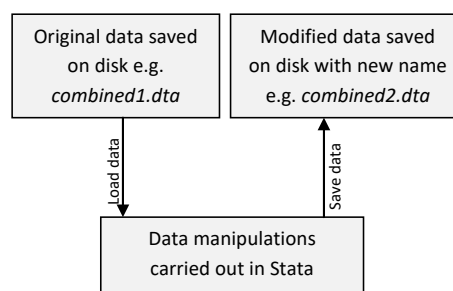 Original data saved
on disk e.g.
combined1.dta
Modified data saved
on disk with new name
e.g. combined2.dta
Load data
Save data
Data manipulations
carried out in Stata